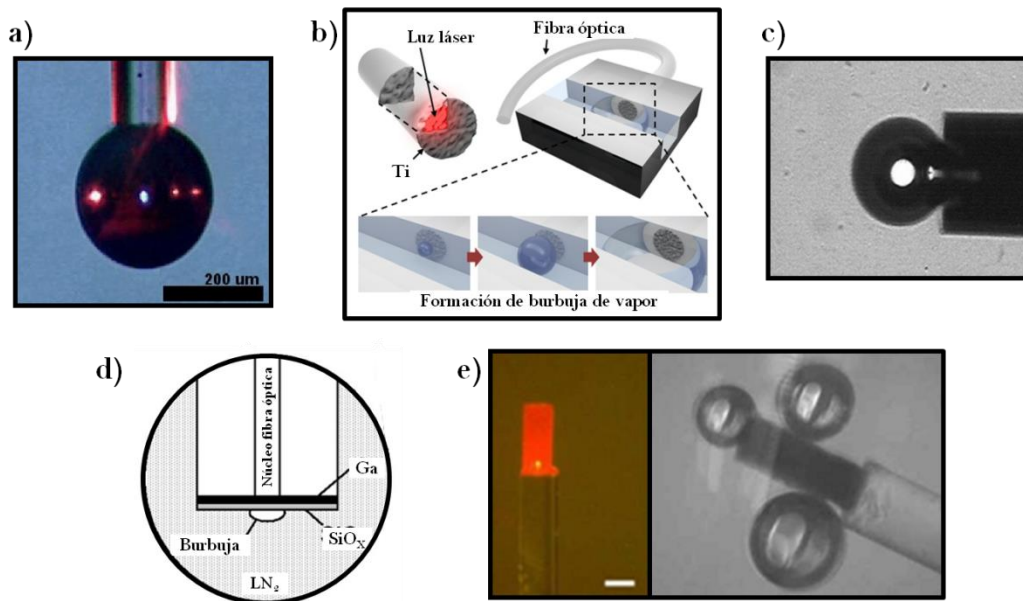 a)
200 um
b)
Luz láser
Fibra óptica
Ti
Formación de burbuja de vapor
c)
d)
Núcleo fibra óptica
Ga
SiOₓ
Burbuja
LN₂
e)